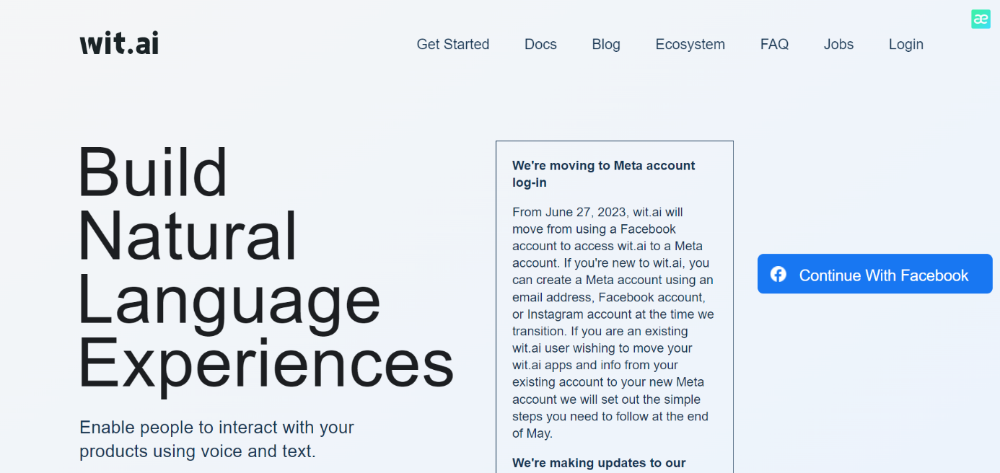 wit.ai
Get Started Docs Blog Ecosystem FAQ Jobs Login
æ
Build
Natural
Language
Experiences
Enable people to interact with your
products using voice and text.
We're moving to Meta account
log-in
From June 27, 2023, wit.ai will
move from using a Facebook
account to access wit.ai to a Meta
account. If you're new to wit.ai, you
can create a Meta account using an
email address, Facebook account,
or Instagram account at the time we
transition. If you are an existing
wit.ai user wishing to move your
wit.ai apps and info from your
existing account to your new Meta
account we will set out the simple
steps you need to follow at the end
of May.
We're making updates to our
Continue With Facebook